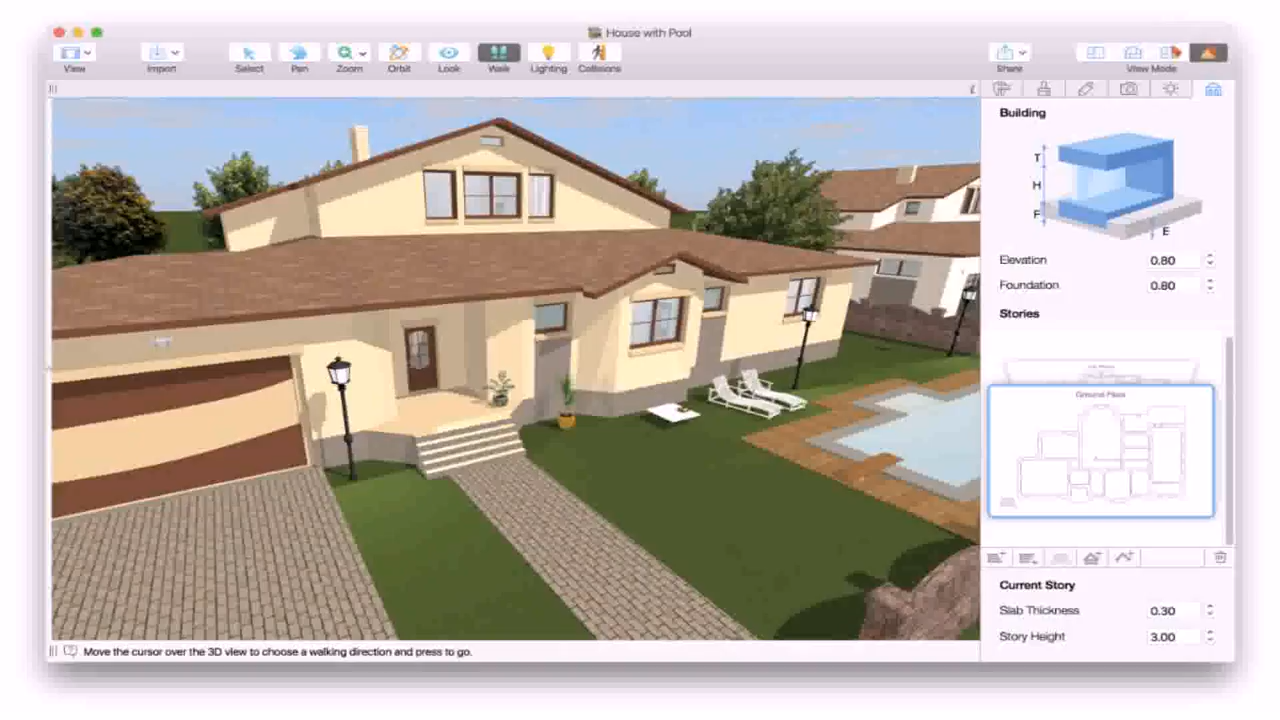 House with Pool
View
Import
Select
Pen
Zoom
Orbit
Look
Walk
Lighting
Collisions
Share
View Mode
Building
T
H
F
E
Elevation 0.80
Foundation 0.80
Stories
Ground Floor
Current Story
Slab Thickness 0.30
Story Height 3.00
Move the cursor over the 3D view to choose a walking direction and press to go.